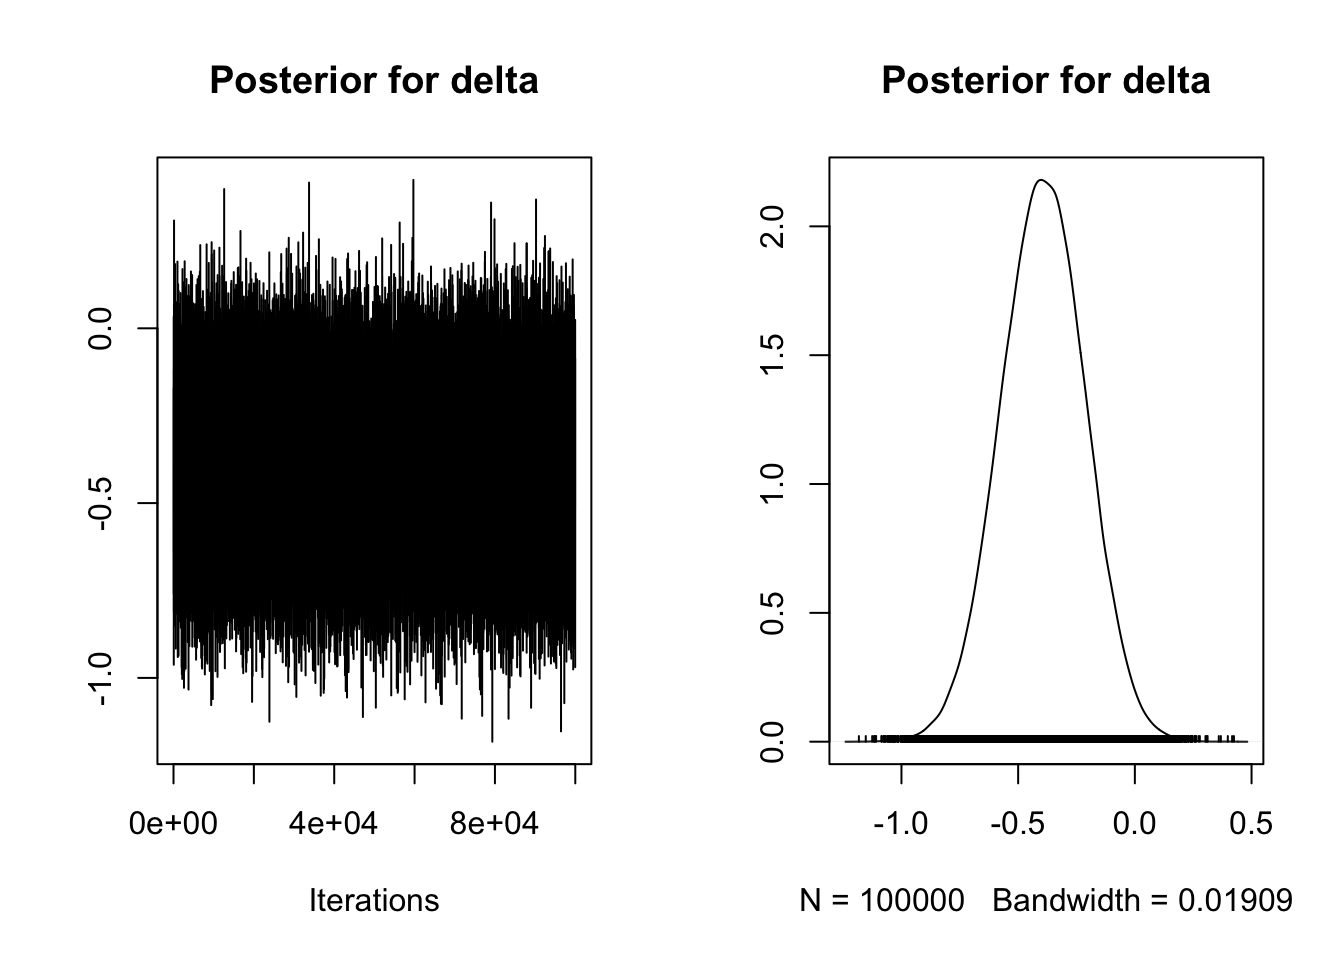 Posterior for delta
0.0
-0.5
-1.0
0e+00 4e+04 8e+04
Iterations
Posterior for delta
2.0
1.5
1.0
0.5
0.0
-1.0 -0.5 0.0 0.5
N = 100000 Bandwidth = 0.01909